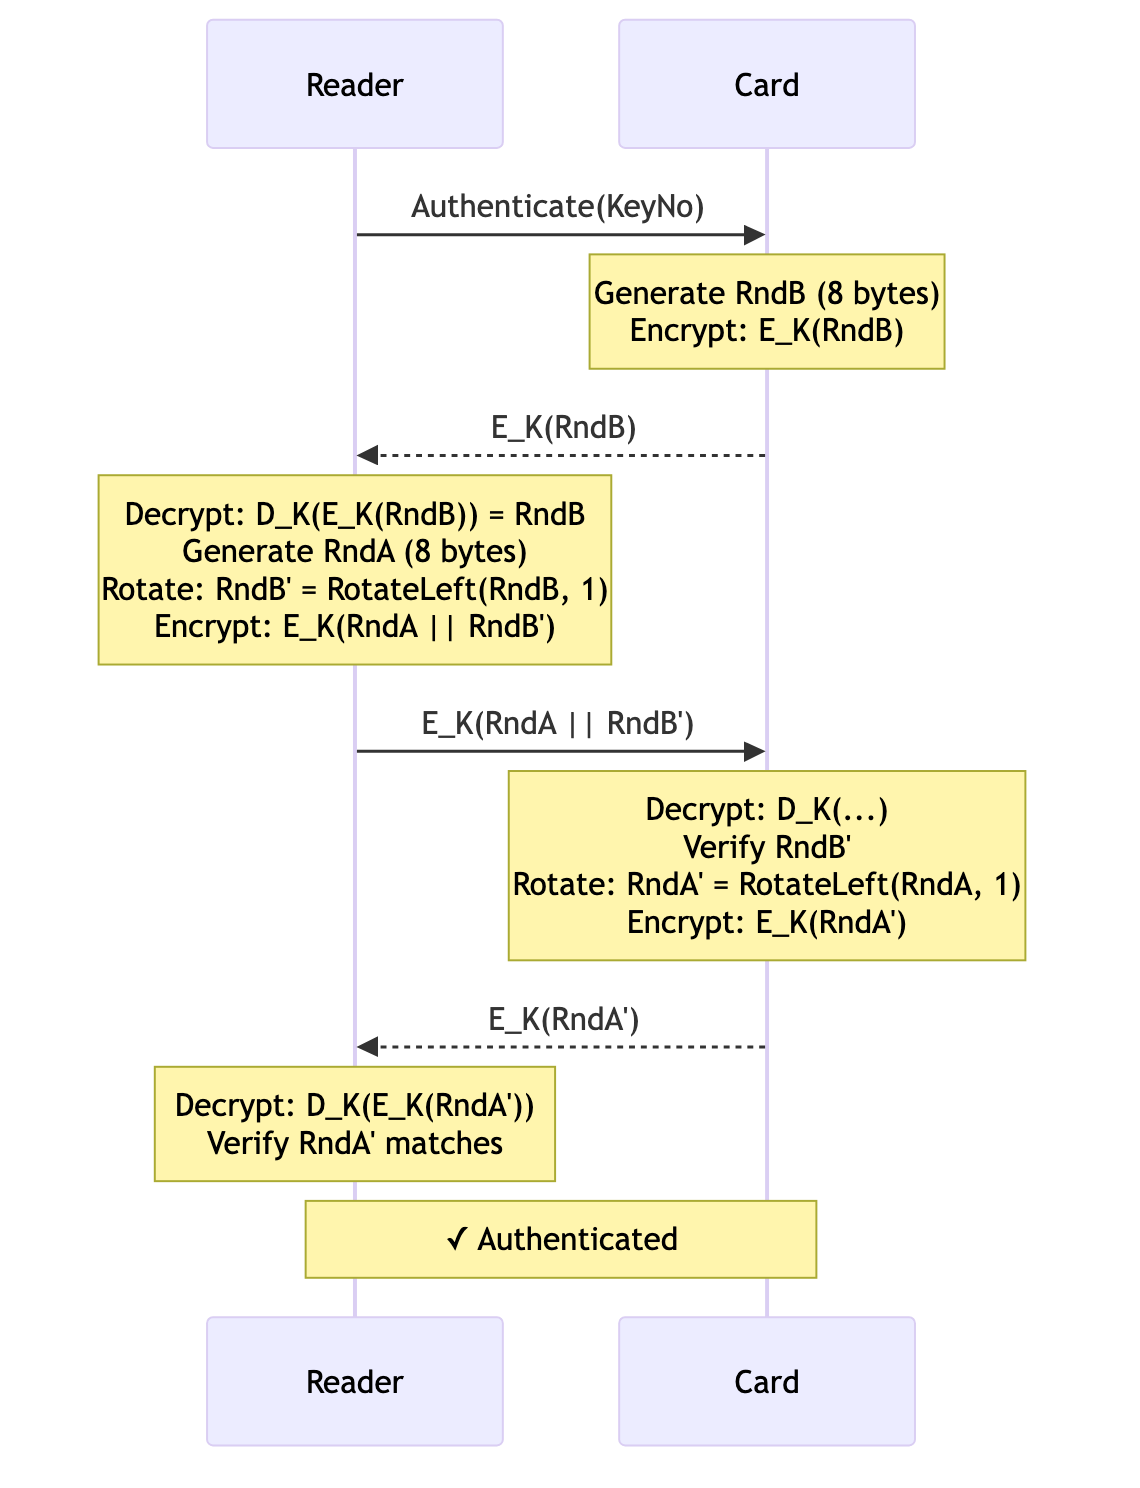 Reader
Card
Authenticate(KeyNo)
Generate RndB (8 bytes)
Encrypt: E_K(RndB)
E_K(RndB)
Decrypt: D_K(E_K(RndB)) = RndB
Generate RndA (8 bytes)
Rotate: RndB' = RotateLeft(RndB, 1)
Encrypt: E_K(RndA || RndB')
E_K(RndA || RndB')
Decrypt: D_K(...)
Verify RndB'
Rotate: RndA' = RotateLeft(RndA, 1)
Encrypt: E_K(RndA')
E_K(RndA')
Decrypt: D_K(E_K(RndA'))
Verify RndA' matches
✓ Authenticated
Reader
Card